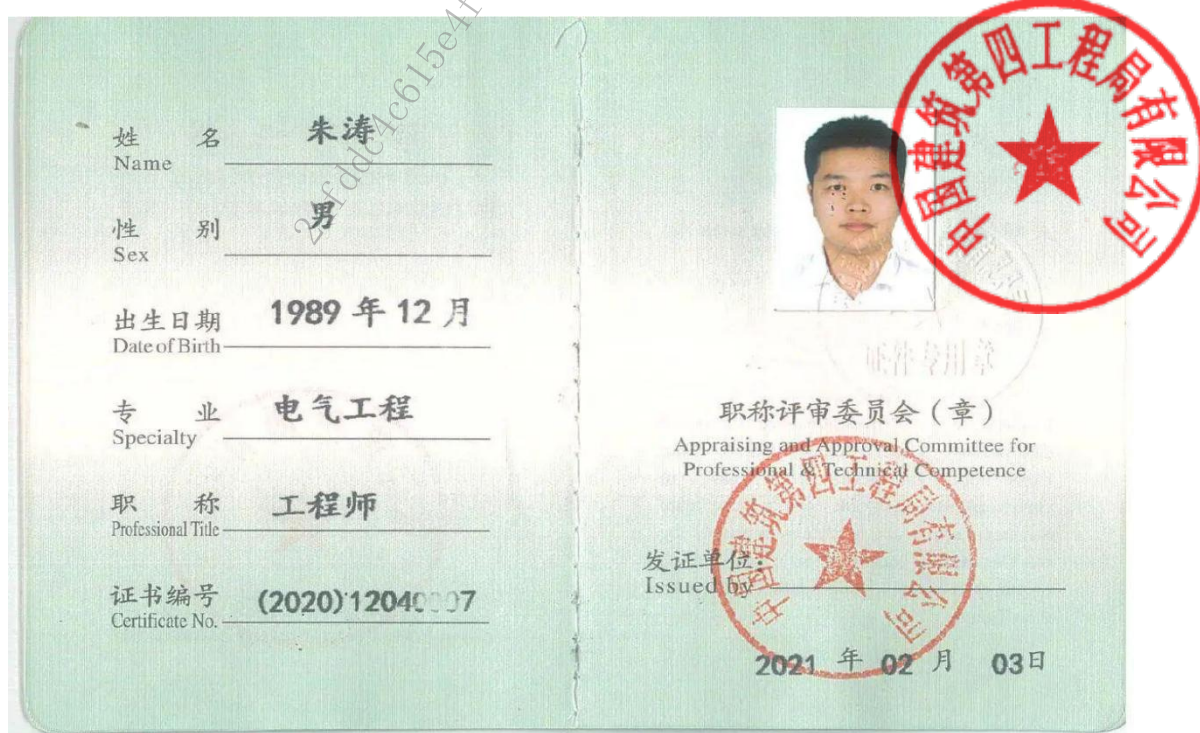 姓名 朱涛
Name
性别 男
Sex
出生日期 1989 年 12 月
Date of Birth
专业 电气工程
Specialty
职称 工程师
Professional Title
证书编号
Certificate No.
中国建筑第四工程局有限公司
职称评审委员会（章）
Appraising and Approval Committee for
Professional & Technical Competence
中国建筑第四工程局有限公司
发证单位：
Issued by
2021 年 02 月 03日